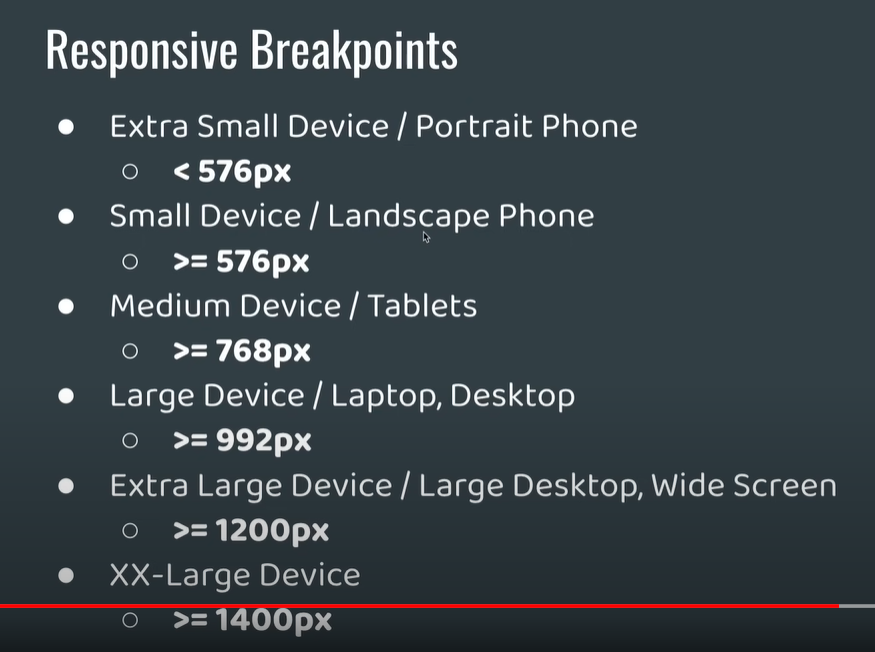 Responsive Breakpoints
Extra Small Device / Portrait Phone
< 576px
Small Device / Landscape Phone
>= 576px
Medium Device / Tablets
>= 768px
Large Device / Laptop, Desktop
>= 992px
Extra Large Device / Large Desktop, Wide Screen
>= 1200px
XX-Large Device
>= 1400px